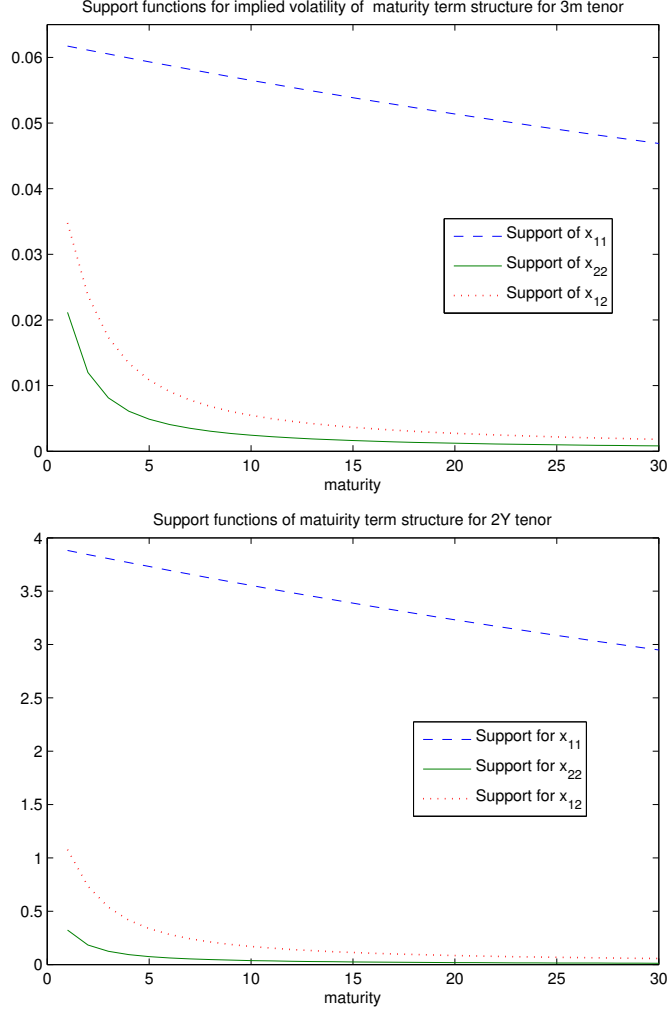 Support functions for implied volatility of maturity term structure for 3m tenor
0.06
0.05
0.04
0.03
0.02
0.01
0
Support of x11
Support of x22
Support of x12
0 5 10 15 20 25 30
maturity
Support functions of matuirity term structure for 2Y tenor
4
3.5
3
2.5
2
1.5
1
0.5
0
Support for x11
Support for x22
Support for x12
0 5 10 15 20 25 30
maturity